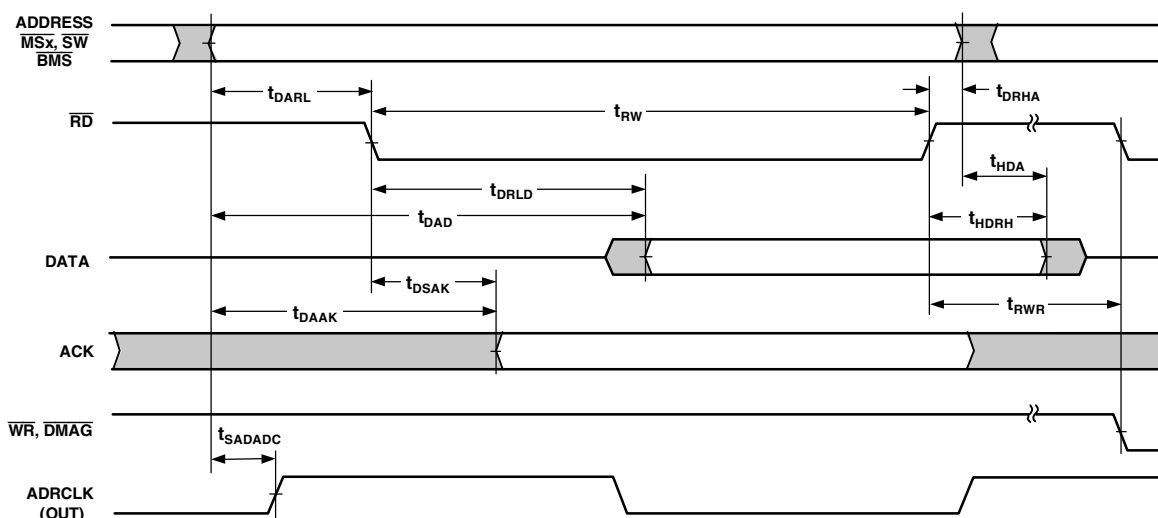 ADDRESS
MSx, SW
BMS
tDARL
tRW
tDRHA
RD
tHDA
tDRLD
tDAD
tHDRH
DATA
tDSAK
tDAAK
tRWR
ACK
WR, DMAG
tSADADC
ADRCLK
(OUT)